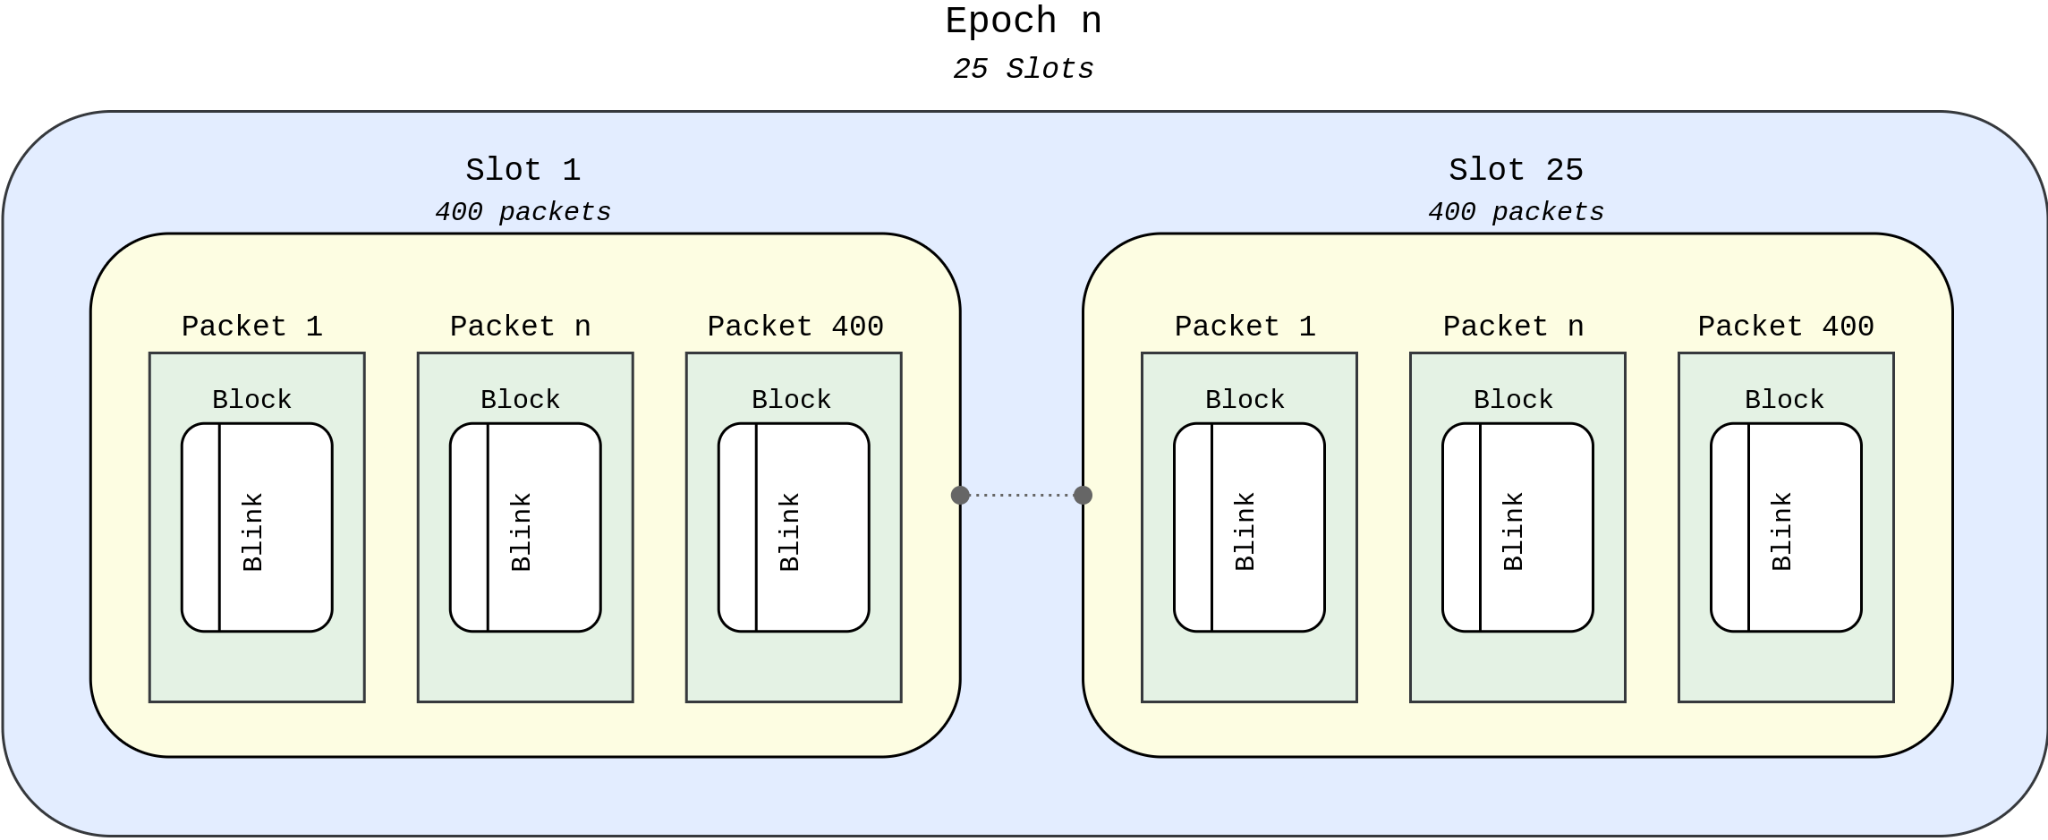 Epoch n
25 Slots
Slot 1
400 packets
Packet 1
Packet n
Packet 400
Block
Block
Block
Blink
Blink
Blink
Slot 25
400 packets
Packet 1
Packet n
Packet 400
Block
Block
Block
Blink
Blink
Blink